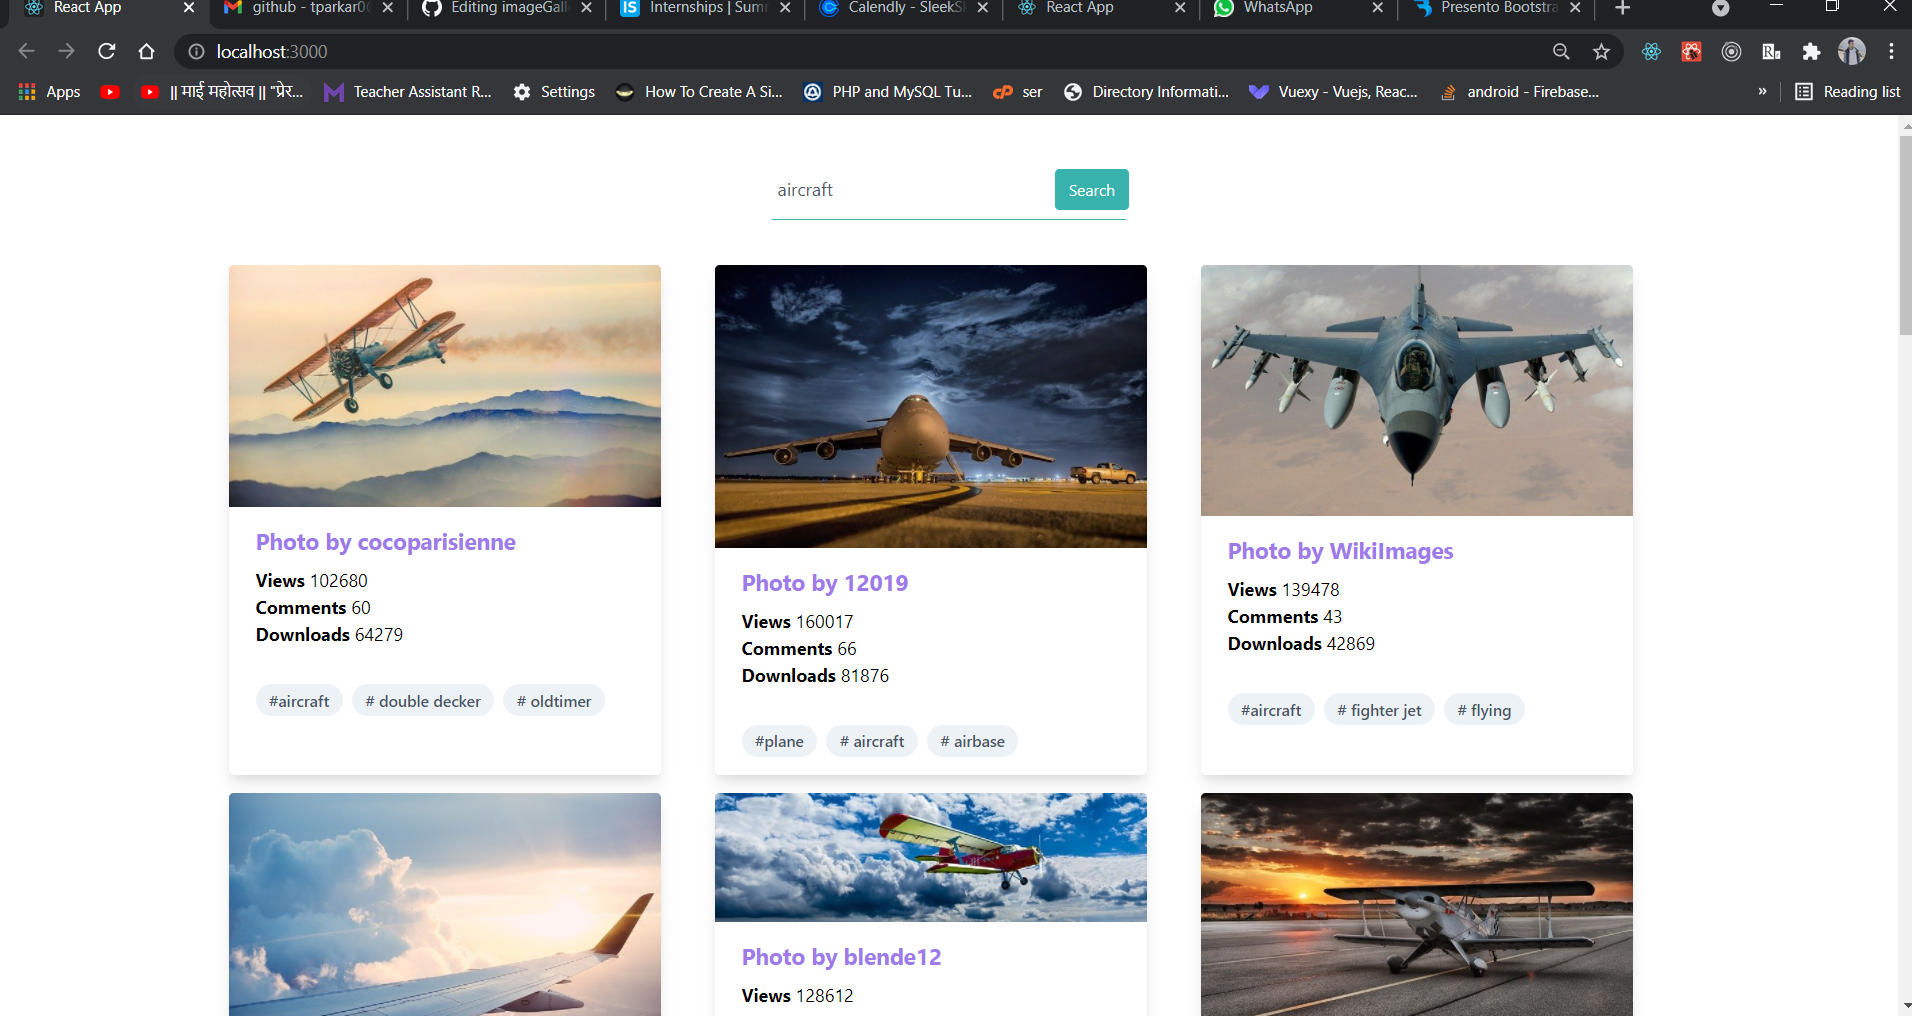 React App
github - tparkar0
Editing imageGall
Internships | Sum
Calendly - SleekS
React App
WhatsApp
Presento Bootstra
localhost:3000
Apps
|| माई महोत्सव || "प्रेर...
Teacher Assistant R...
Settings
How To Create A Si...
PHP and MySQL Tu...
ser
Directory Informati...
Vuexy - Vuejs, Reac...
android - Firebase...
»
Reading list
aircraft
Search
Photo by cocoparisienne
Views 102680
Comments 60
Downloads 64279
#aircraft
# double decker
# oldtimer
Photo by 12019
Views 160017
Comments 66
Downloads 81876
#plane
# aircraft
# airbase
Photo by WikiImages
Views 139478
Comments 43
Downloads 42869
#aircraft
# fighter jet
# flying
Photo by blende12
Views 128612